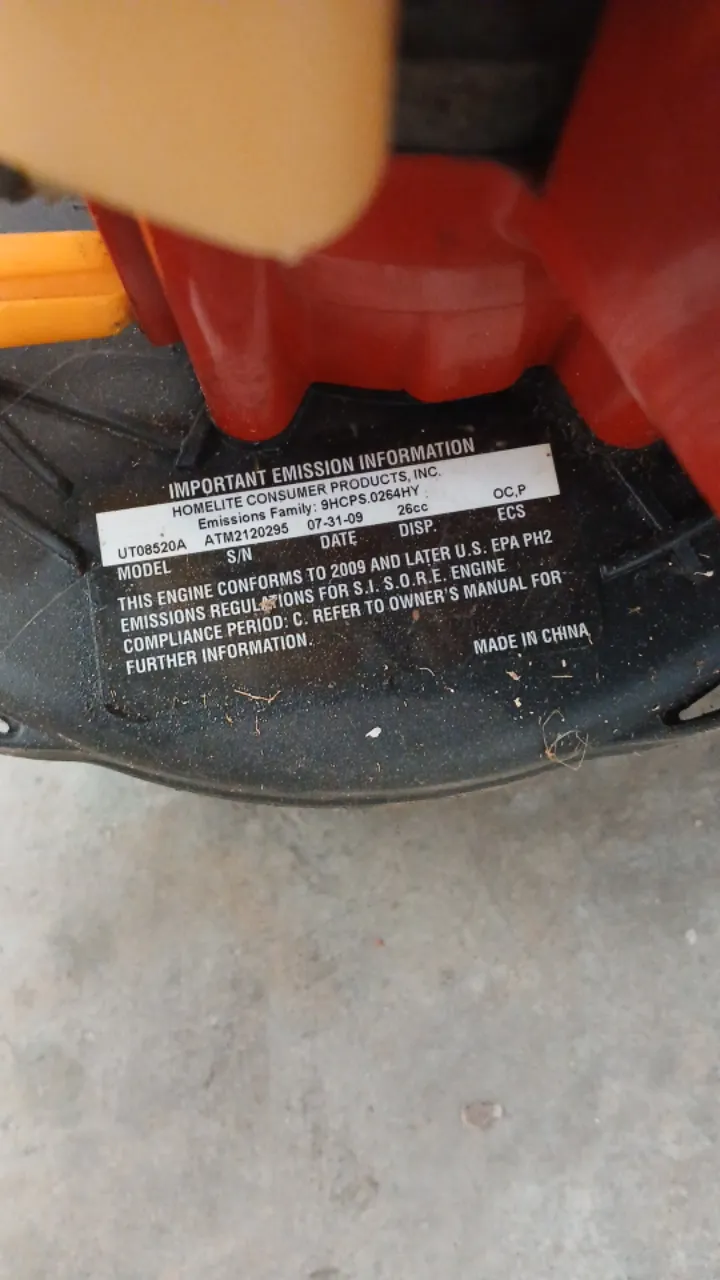 IMPORTANT EMISSION INFORMATION
HOMELITE CONSUMER PRODUCTS, INC.
Emissions Family: 9HCPS.0264HY
UT08520A ATM2120295 07-31-09 26cc OC,P
MODEL S/N DATE DISP. ECS
THIS ENGINE CONFORMS TO 2009 AND LATER U.S. EPA PH2
EMISSIONS REGULATIONS FOR S.I. S.O.R.E. ENGINE
COMPLIANCE PERIOD: C. REFER TO OWNER'S MANUAL FOR
FURTHER INFORMATION.
MADE IN CHINA